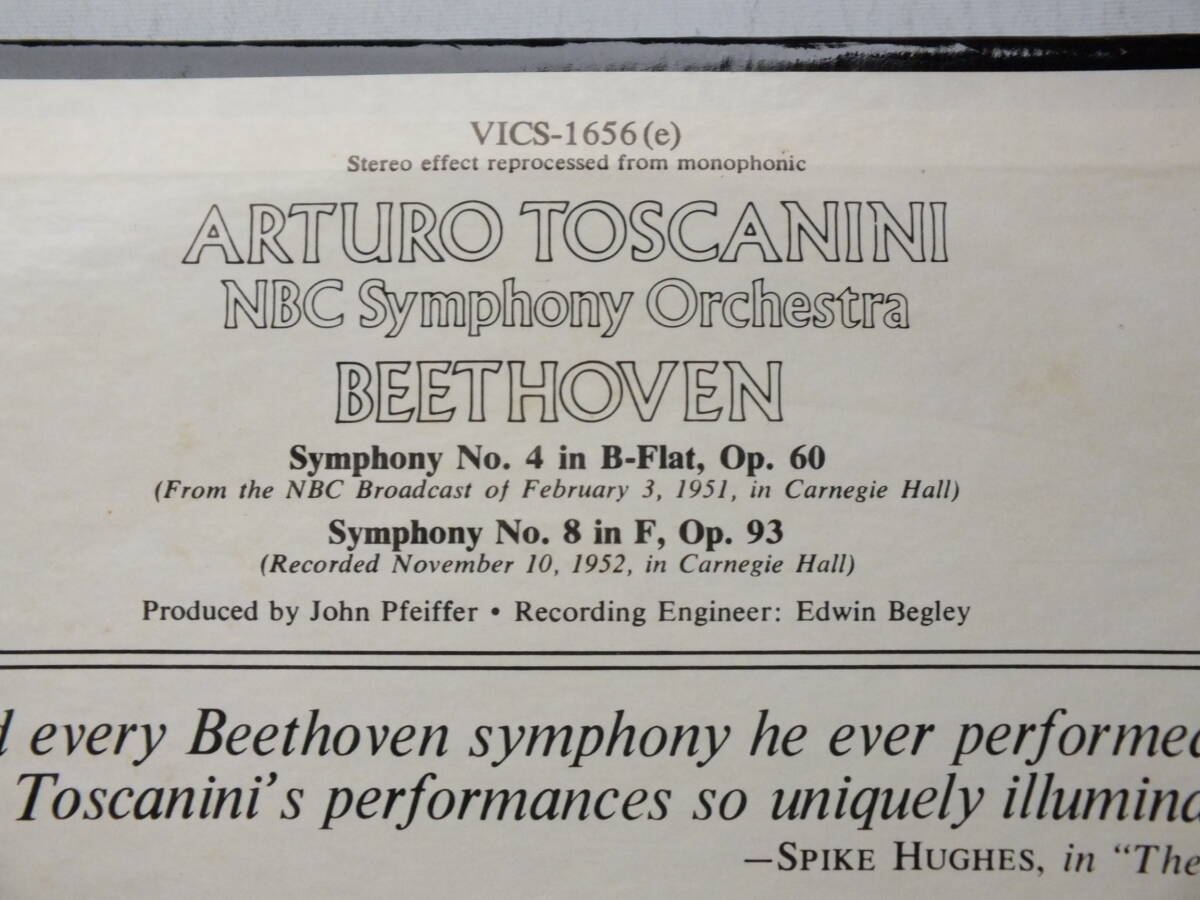 VICS-1656(e)
Stereo effect reprocessed from monophonic
ARTURO TOSCANINI
NBC Symphony Orchestra
BEETHOVEN
Symphony No. 4 in B-Flat, Op. 60
(From the NBC Broadcast of February 3, 1951, in Carnegie Hall)
Symphony No. 8 in F, Op. 93
(Recorded November 10, 1952, in Carnegie Hall)
Produced by John Pfeiffer • Recording Engineer: Edwin Begley
every Beethoven symphony he ever performed
Toscanini's performances so uniquely illumina
—SPIKE HUGHES, in "The